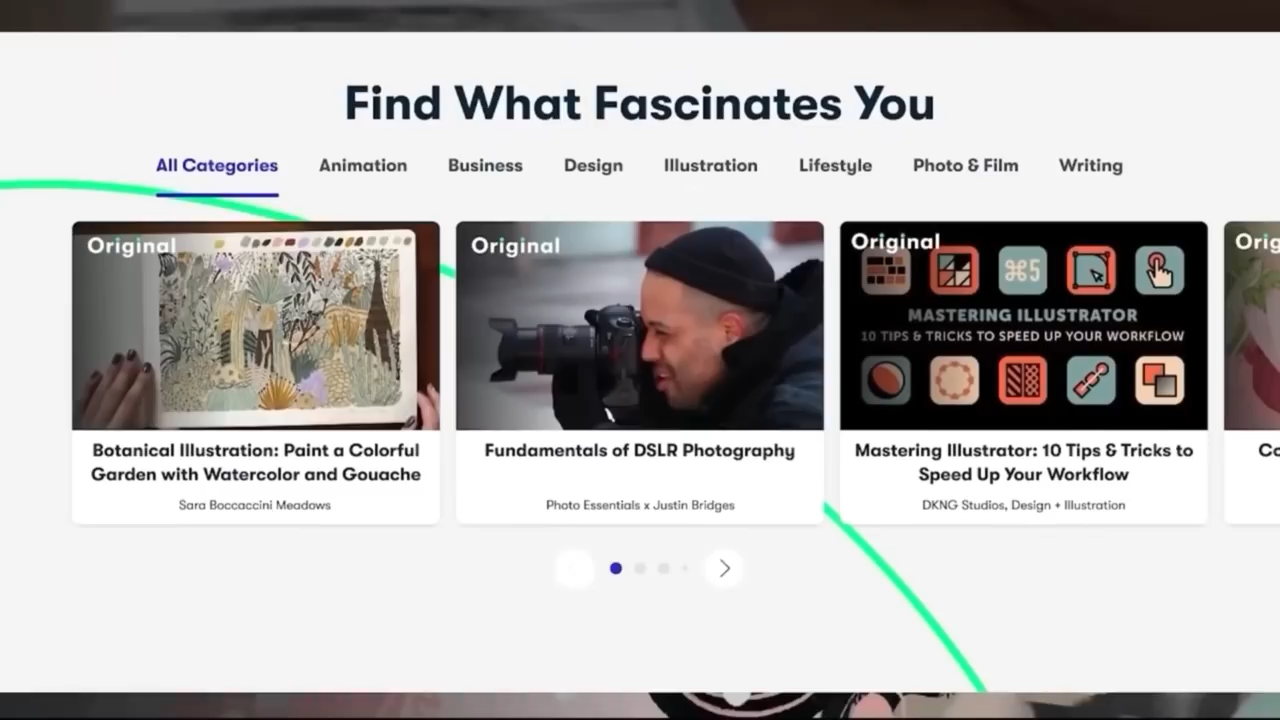 Find What Fascinates You
All Categories Animation Business Design Illustration Lifestyle Photo & Film Writing
Original
Original
Original
MASTERING ILLUSTRATOR
10 TIPS & TRICKS TO SPEED UP YOUR WORKFLOW
⌘5
Orig
Botanical Illustration: Paint a Colorful
Garden with Watercolor and Gouache
Sara Boccaccini Meadows
Fundamentals of DSLR Photography
Photo Essentials x Justin Bridges
Mastering Illustrator: 10 Tips & Tricks to
Speed Up Your Workflow
DKNG Studios, Design + Illustration
Co